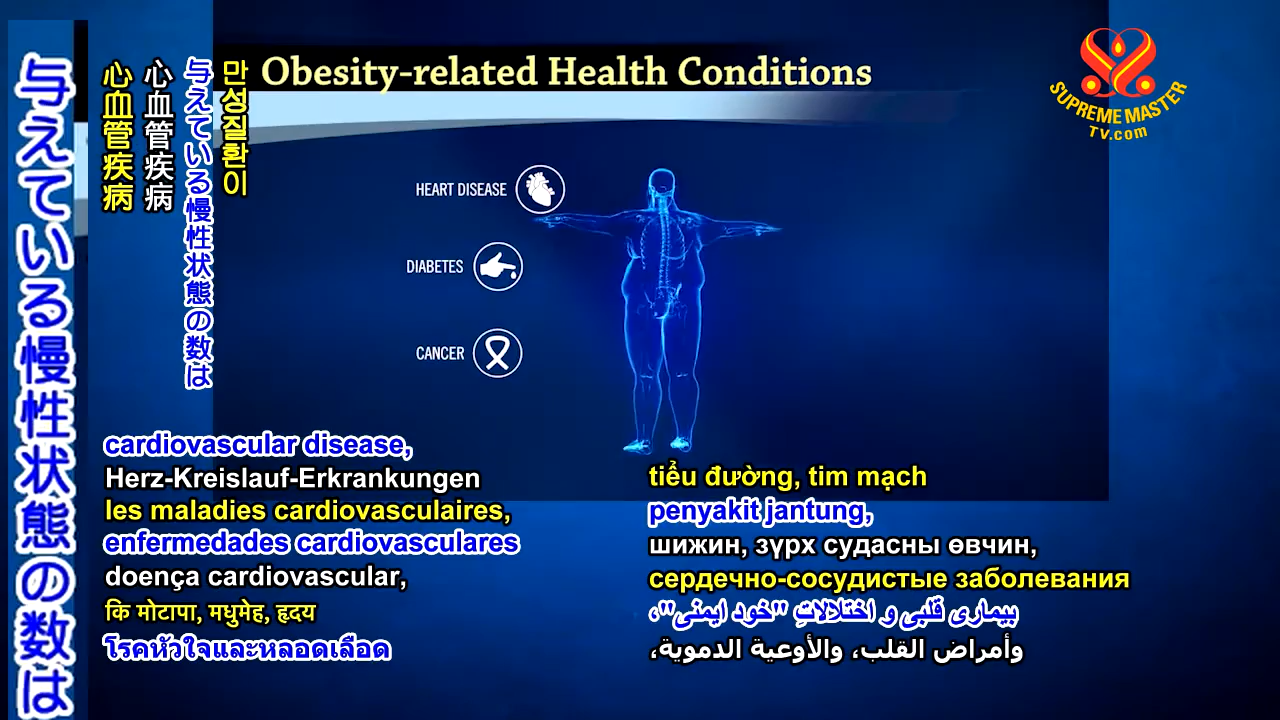 与えている慢性状態の数は
心血管疾病
心血管疾病
与えている慢性状態の数は
만성질환이
Obesity-related Health Conditions
SUPREME MASTER
TV.com
HEART DISEASE
DIABETES
CANCER
cardiovascular disease,
Herz-Kreislauf-Erkrankungen
les maladies cardiovasculaires,
enfermedades cardiovasculares
doença cardiovascular,
कि मोटापा, मधुमेह, हृदय
โรคหัวใจและหลอดเลือด
tiểu đường, tim mạch
penyakit jantung,
шижин, зүрх судасны өвчин,
сердечно-сосудистые заболевания
بیماری قلبی و اختلالاتِ "خود ایمنی"،
وأمراض القلب، والأوعية الدموية،